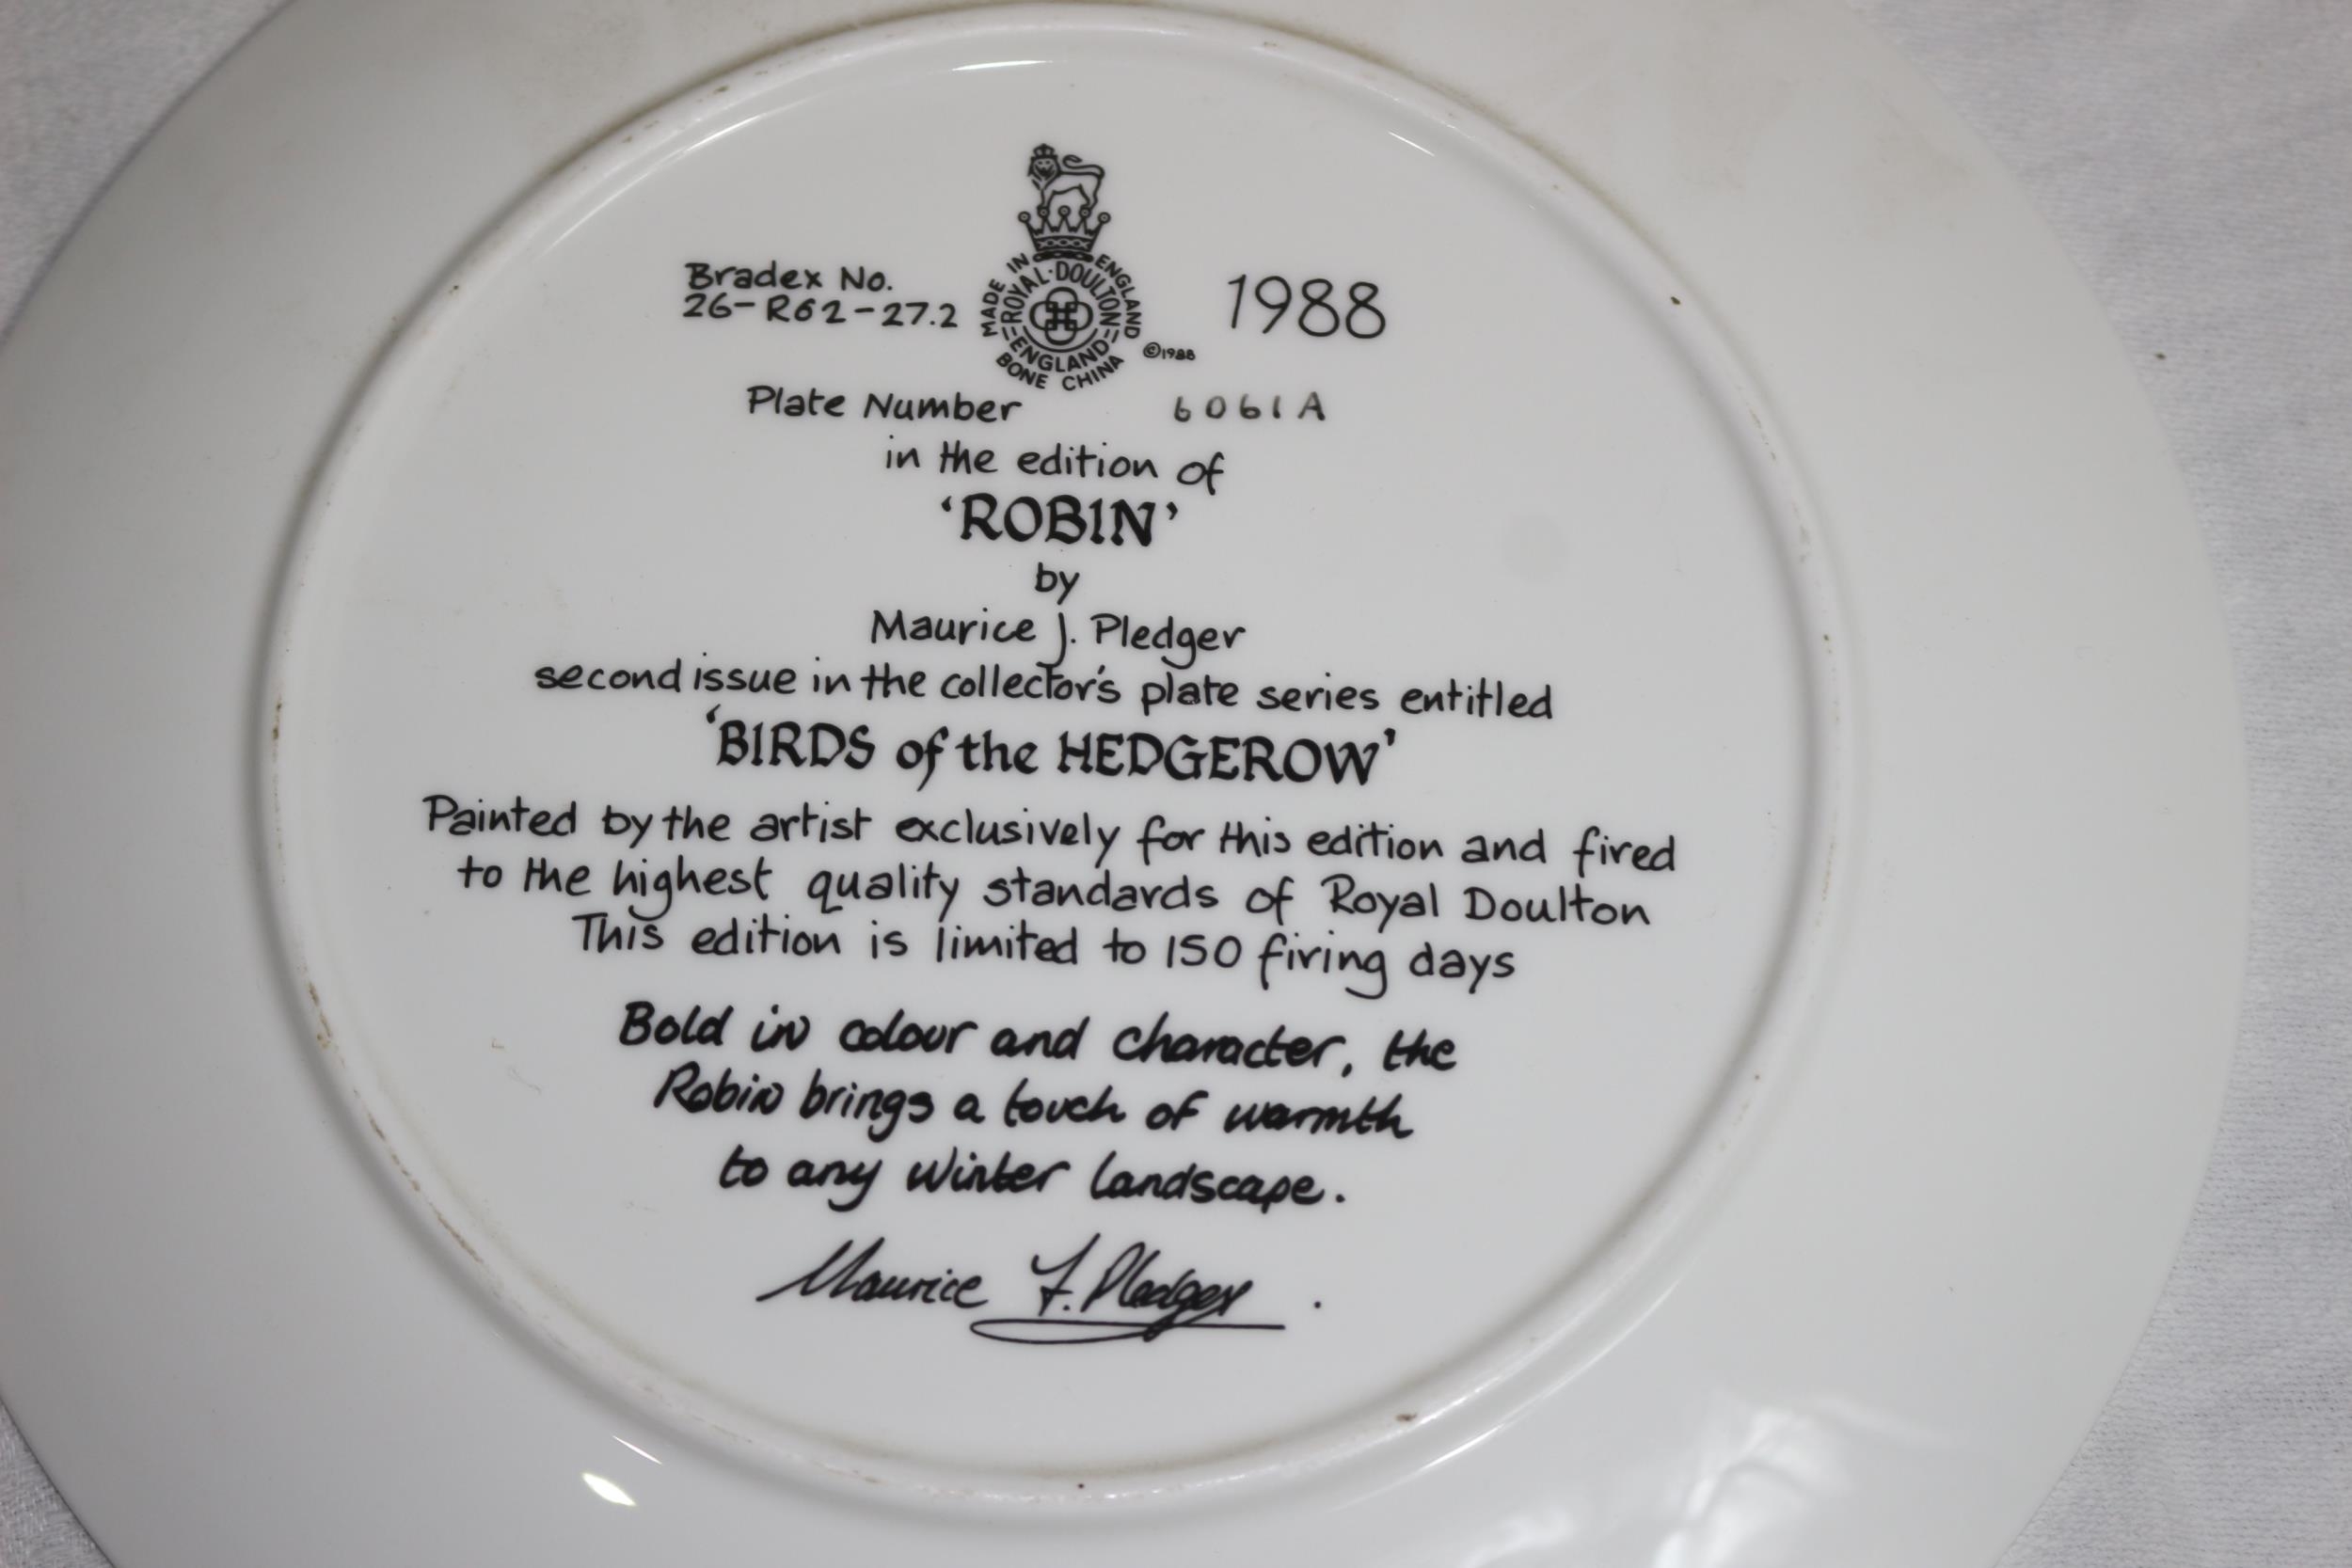 Bradex No.
26-R62-27.2
MADE IN ENGLAND
ROYAL·DOULTON
ENGLAND
BONE CHINA
©1988
1988
Plate Number 6061A
in the edition of
‘ROBIN’
by
Maurice J. Pledger
second issue in the collector's plate series entitled
‘BIRDS of the HEDGEROW’
Painted by the artist exclusively for this edition and fired
to the highest quality standards of Royal Doulton
This edition is limited to 150 firing days
Bold in colour and character, the
Robin brings a touch of warmth
to any winter landscape.
Maurice J. Pledger.